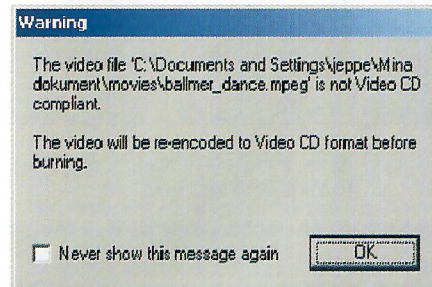 Warning
The video file 'C:\Documents and Settings\jeppe\Mina
dokument\movies\ballmer_dance.mpeg' is not Video CD
compliant.
The video will be re-encoded to Video CD format before
burning.
Never show this message again
OK